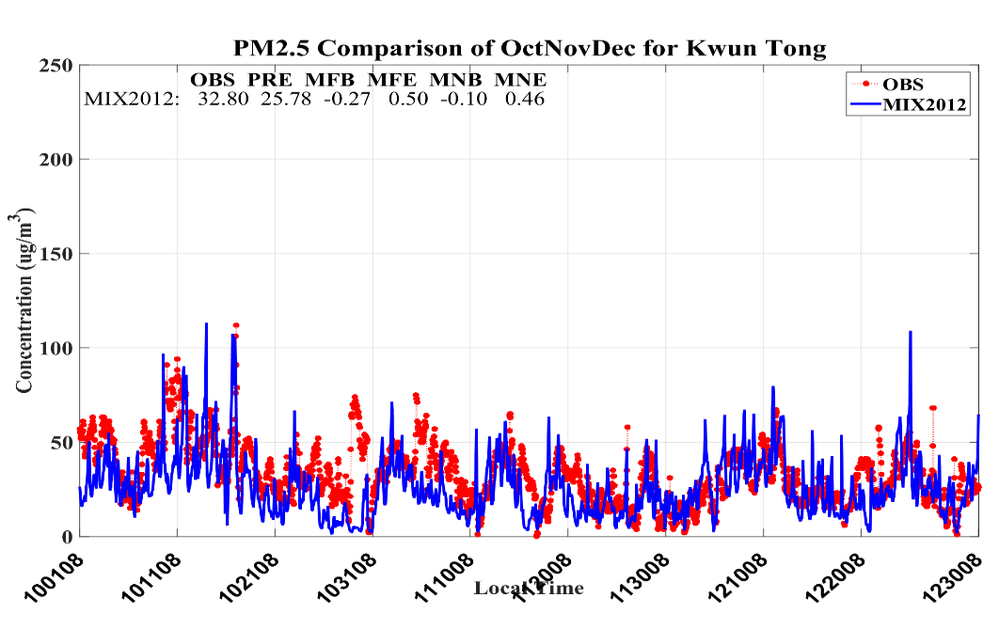 PM2.5 Comparison of OctNovDec for Kwun Tong
OBS PRE MFB MFE MNB MNE
MIX2012: 32.80 25.78 -0.27 0.50 -0.10 0.46
OBS
MIX2012
250
200
150
100
50
0
Concentration (ug/m³)
100108 101108 102108 103108 111008 112008 113008 121008 122008 123008
Local Time